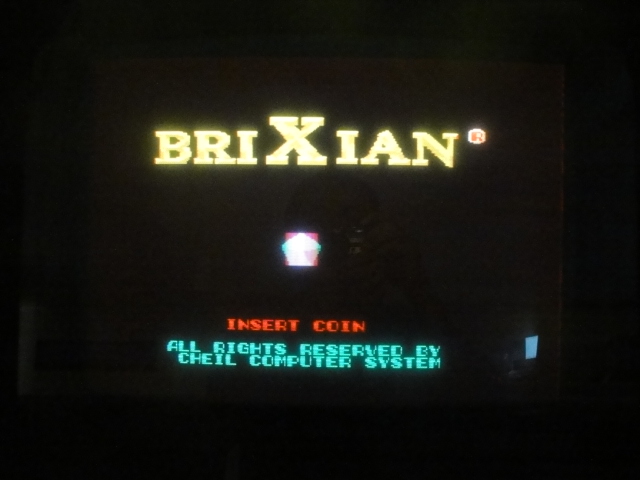 BRIXIAN®
INSERT COIN
ALL RIGHTS RESERVED BY
CHEIL COMPUTER SYSTEM